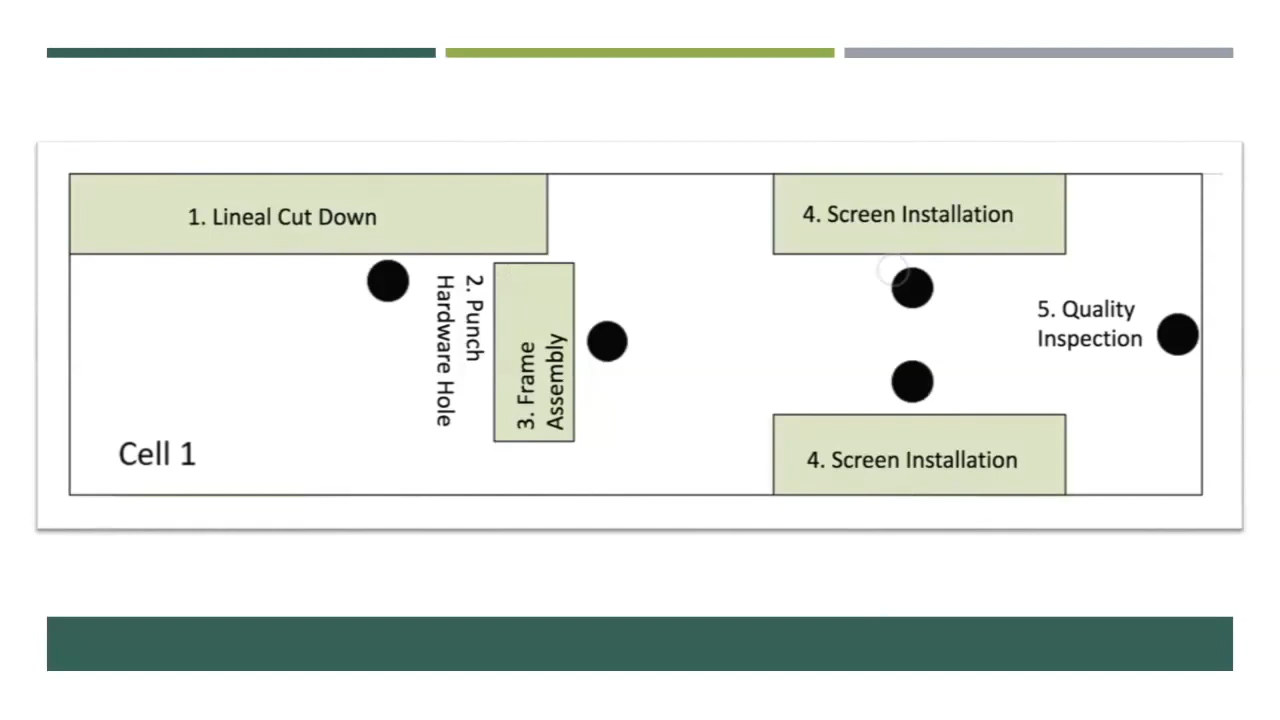 1. Lineal Cut Down
2. Punch
Hardware Hole
3. Frame
Assembly
4. Screen Installation
5. Quality
Inspection
4. Screen Installation
Cell 1